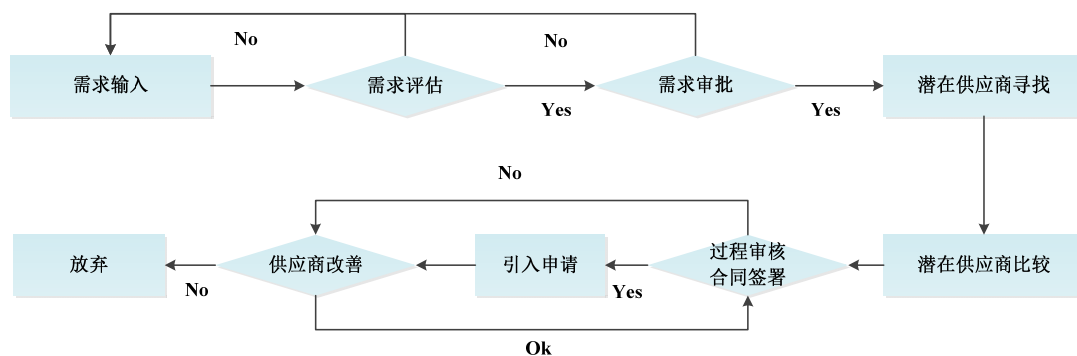 No
No
需求输入
需求评估
需求审批
潜在供应商寻找
Yes
Yes
No
放弃
供应商改善
引入申请
过程审核
合同签署
潜在供应商比较
No
Yes
Ok